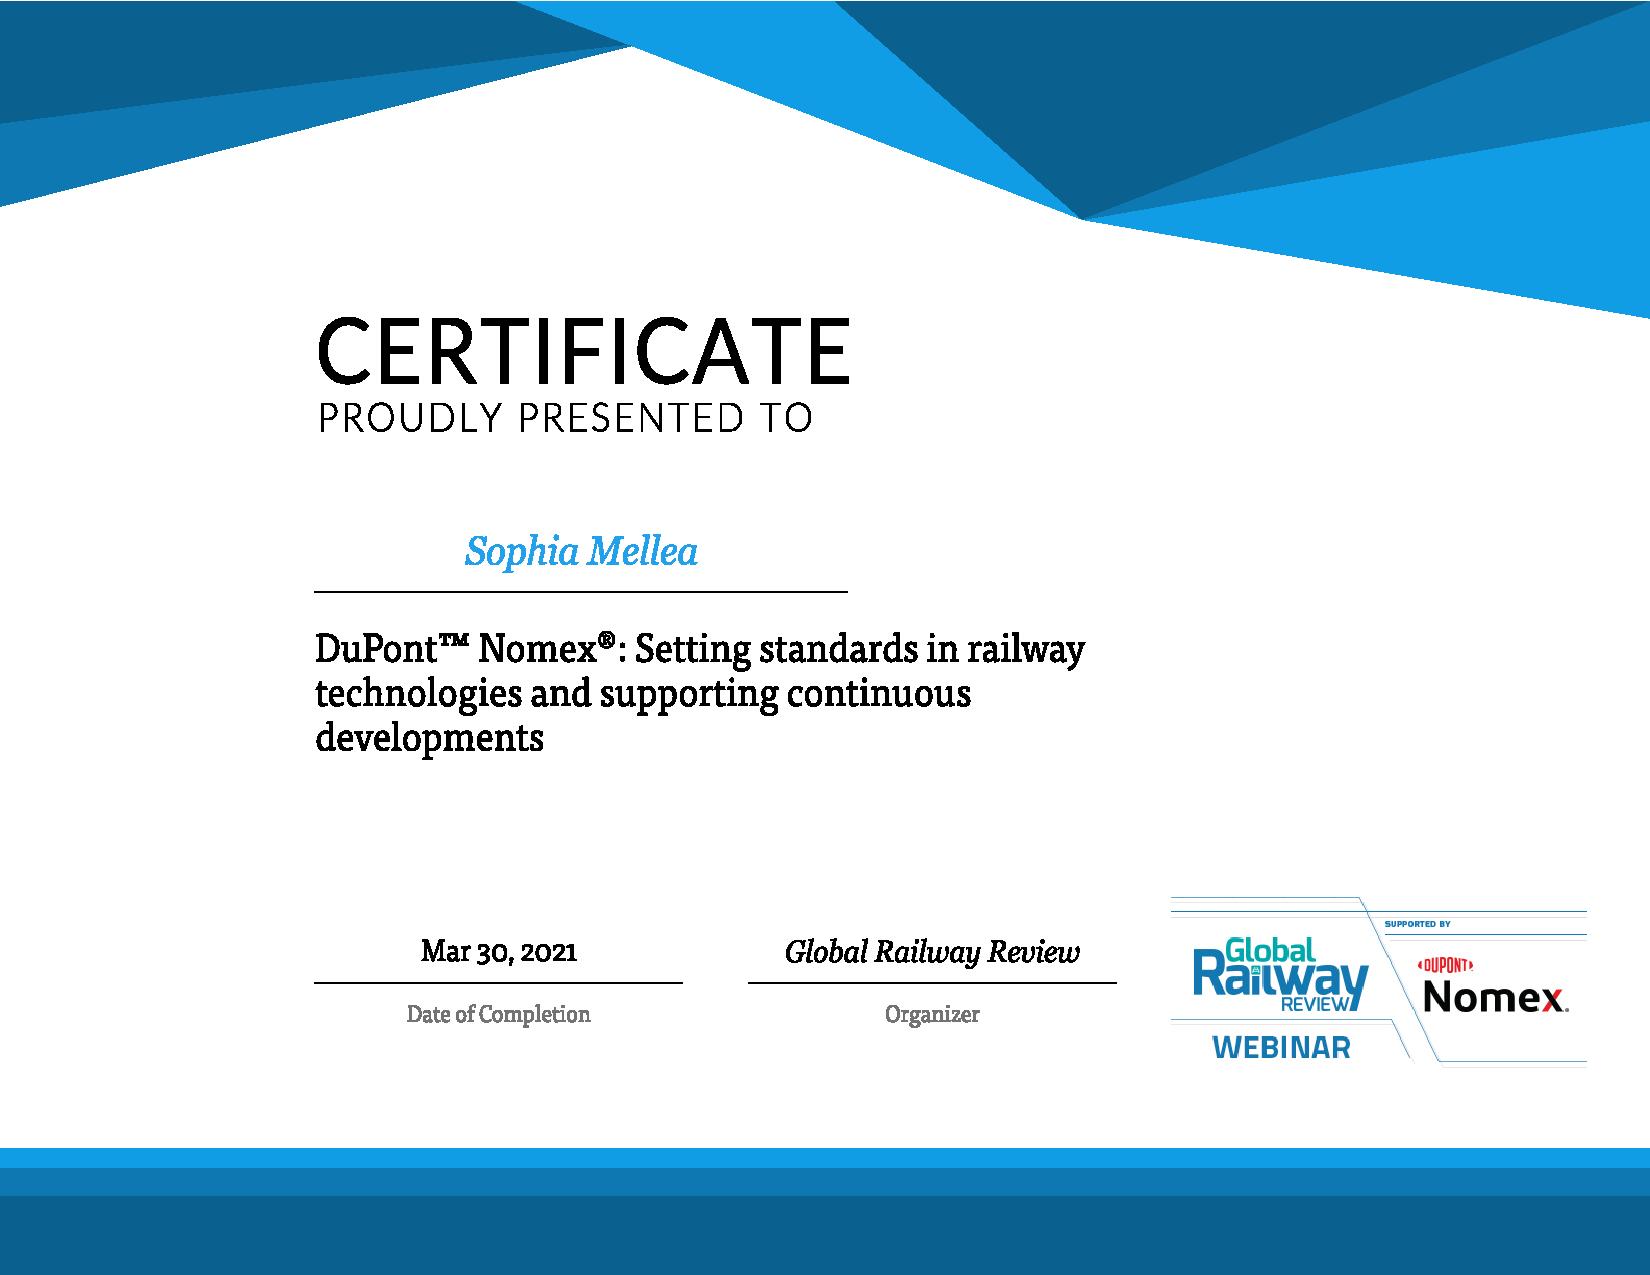 CERTIFICATE
PROUDLY PRESENTED TO
Sophia Mellea
DuPont™ Nomex®: Setting standards in railway
technologies and supporting continuous
developments
Mar 30, 2021
Date of Completion
Global Railway Review
Organizer
Global
Railway
REVIEW
WEBINAR
SUPPORTED BY
DUPONT
Nomex.